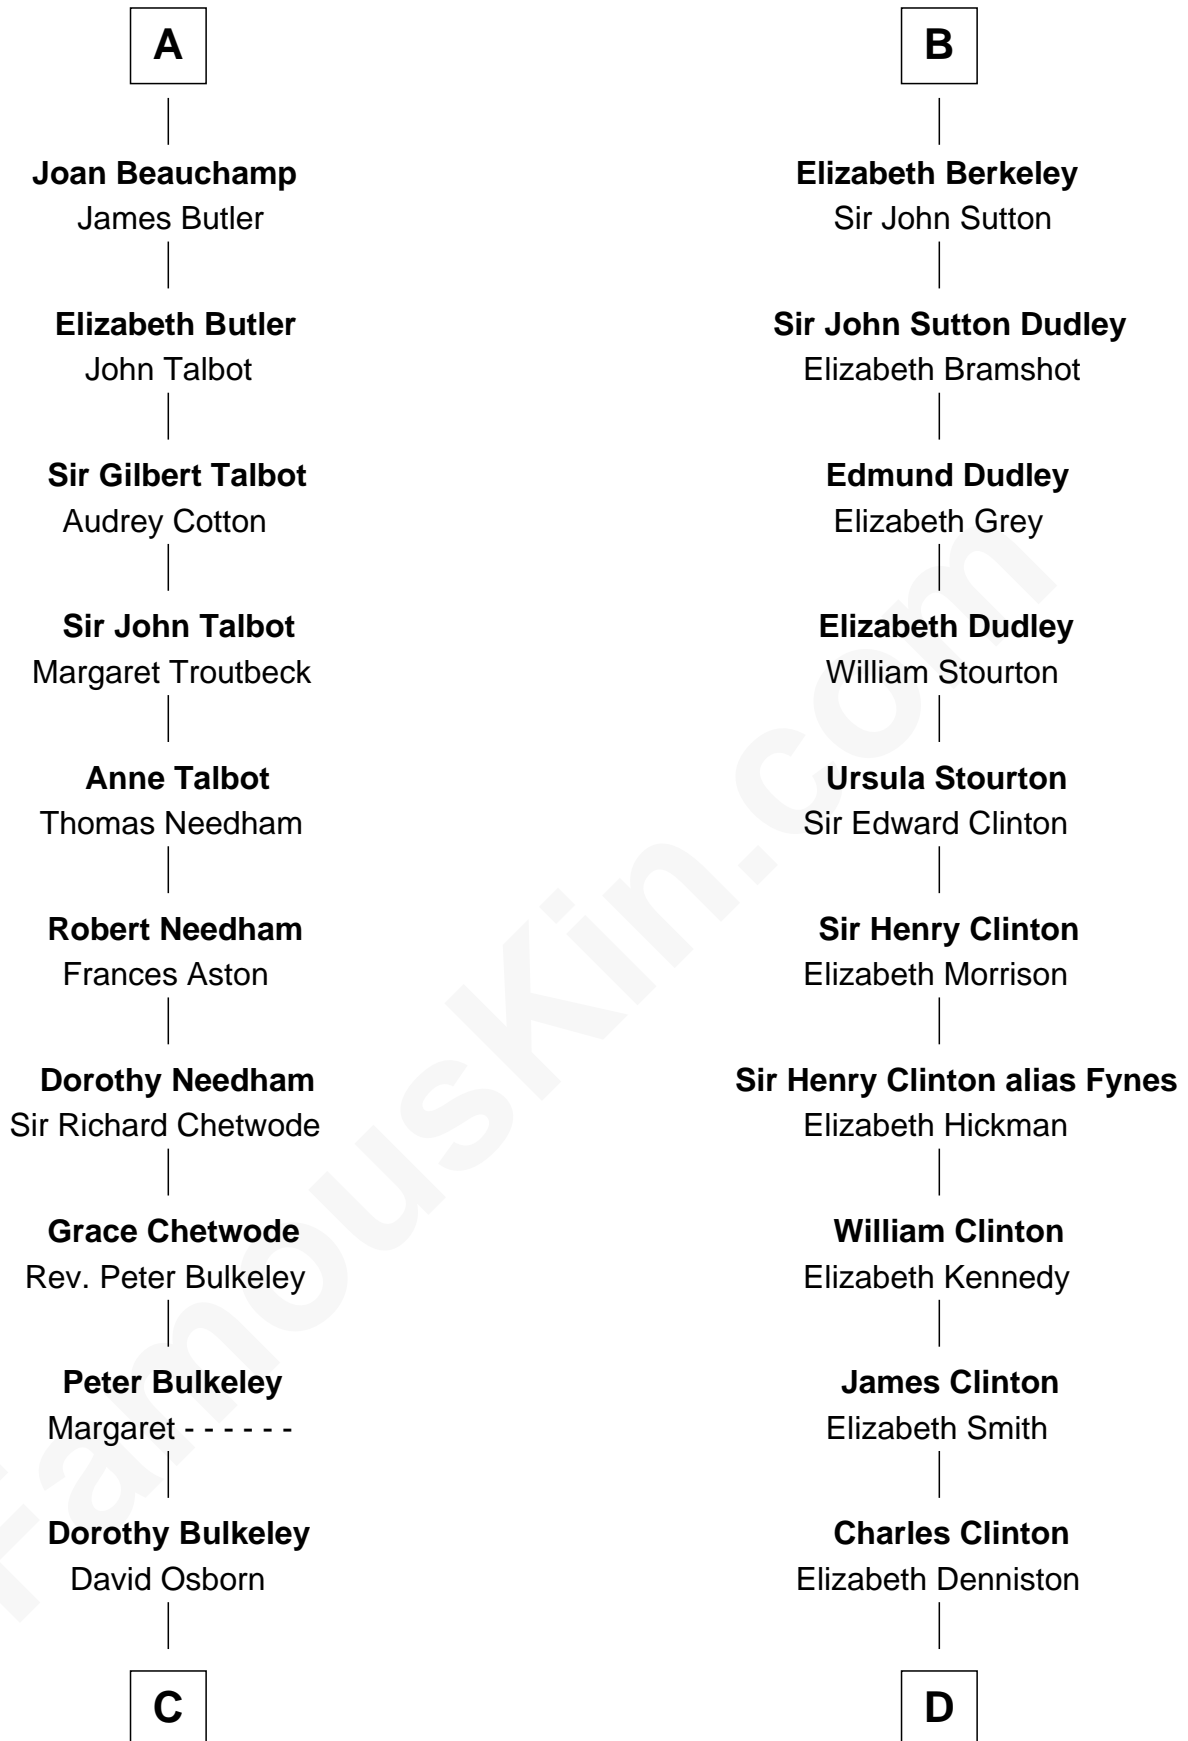 A
Joan Beauchamp
James Butler
Elizabeth Butler
John Talbot
Sir Gilbert Talbot
Audrey Cotton
Sir John Talbot
Margaret Troutbeck
Anne Talbot
Thomas Needham
Robert Needham
Frances Aston
Dorothy Needham
Sir Richard Chetwode
Grace Chetwode
Rev. Peter Bulkeley
Peter Bulkeley
Margaret - - - - - -
Dorothy Bulkeley
David Osborn
C
B
Elizabeth Berkeley
Sir John Sutton
Sir John Sutton Dudley
Elizabeth Bramshot
Edmund Dudley
Elizabeth Grey
Elizabeth Dudley
William Stourton
Ursula Stourton
Sir Edward Clinton
Sir Henry Clinton
Elizabeth Morrison
Sir Henry Clinton alias Fynes
Elizabeth Hickman
William Clinton
Elizabeth Kennedy
James Clinton
Elizabeth Smith
Charles Clinton
Elizabeth Denniston
D
FamousKin.com